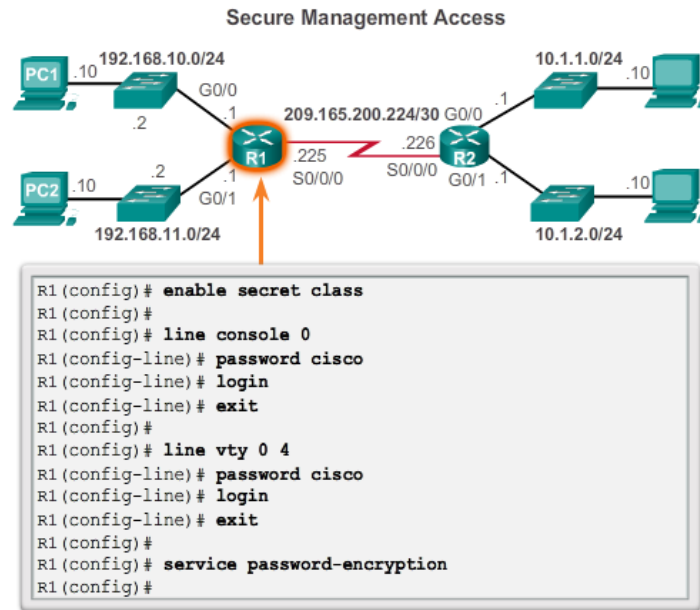 Secure Management Access
192.168.10.0/24
10.1.1.0/24
PC1
.10
G0/0
.10
.1
.2
209.165.200.224/30
G0/0
.1
R1
.225
.226
R2
S0/0/0
S0/0/0
G0/1
.1
PC2
.10
.2
.1
G0/1
.10
192.168.11.0/24
10.1.2.0/24
R1(config)# enable secret class
R1(config)#
R1(config)# line console 0
R1(config-line)# password cisco
R1(config-line)# login
R1(config-line)# exit
R1(config)#
R1(config)# line vty 0 4
R1(config-line)# password cisco
R1(config-line)# login
R1(config-line)# exit
R1(config)#
R1(config)# service password-encryption
R1(config)#